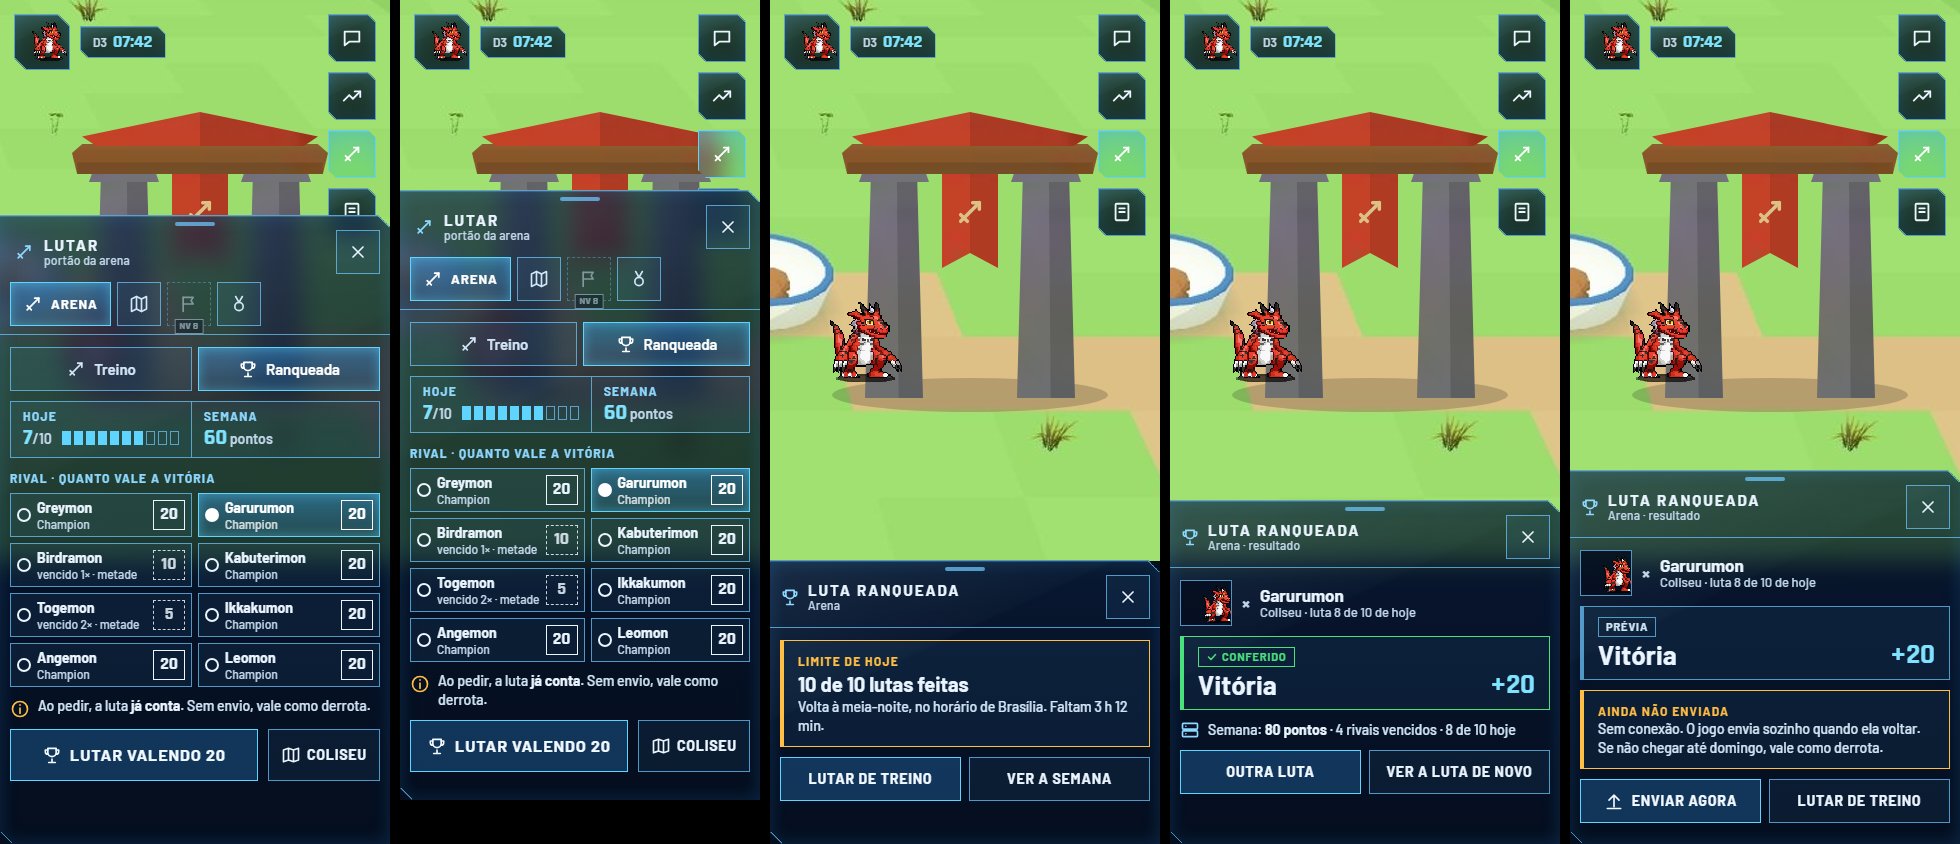 D3 07:42
LUTAR
portão da arena
ARENA
NV 8
Treino
Ranqueada
HOJE
7/10
SEMANA
60 pontos
RIVAL · QUANTO VALE A VITÓRIA
Greymon
Champion
20
Garurumon
Champion
20
Birdramon
vencido 1× · metade
10
Kabuterimon
Champion
20
Togemon
vencido 2× · metade
5
Ikkakumon
Champion
20
Angemon
Champion
20
Leomon
Champion
20
Ao pedir, a luta já conta. Sem envio, vale como derrota.
LUTAR VALENDO 20
COLISEU
D3 07:42
LUTAR
portão da arena
ARENA
NV 8
Treino
Ranqueada
HOJE
7/10
SEMANA
60 pontos
RIVAL · QUANTO VALE A VITÓRIA
Greymon
Champion
20
Garurumon
Champion
20
Birdramon
vencido 1× · metade
10
Kabuterimon
Champion
20
Togemon
vencido 2× · metade
5
Ikkakumon
Champion
20
Angemon
Champion
20
Leomon
Champion
20
Ao pedir, a luta já conta. Sem envio, vale como
derrota.
LUTAR VALENDO 20
COLISEU
D3 07:42
LUTA RANQUEADA
Arena
LIMITE DE HOJE
10 de 10 lutas feitas
Volta à meia-noite, no horário de Brasília. Faltam 3 h 12
min.
LUTAR DE TREINO
VER A SEMANA
D3 07:42
LUTA RANQUEADA
Arena · resultado
× Garurumon
Coliseu · luta 8 de 10 de hoje
CONFERIDO
Vitória
+20
Semana: 80 pontos · 4 rivais vencidos · 8 de 10 hoje
OUTRA LUTA
VER A LUTA DE NOVO
D3 07:42
LUTA RANQUEADA
Arena · resultado
× Garurumon
Coliseu · luta 8 de 10 de hoje
PRÉVIA
Vitória
+20
AINDA NÃO ENVIADA
Sem conexão. O jogo envia sozinho quando ela voltar.
Se não chegar até domingo, vale como derrota.
ENVIAR AGORA
LUTAR DE TREINO